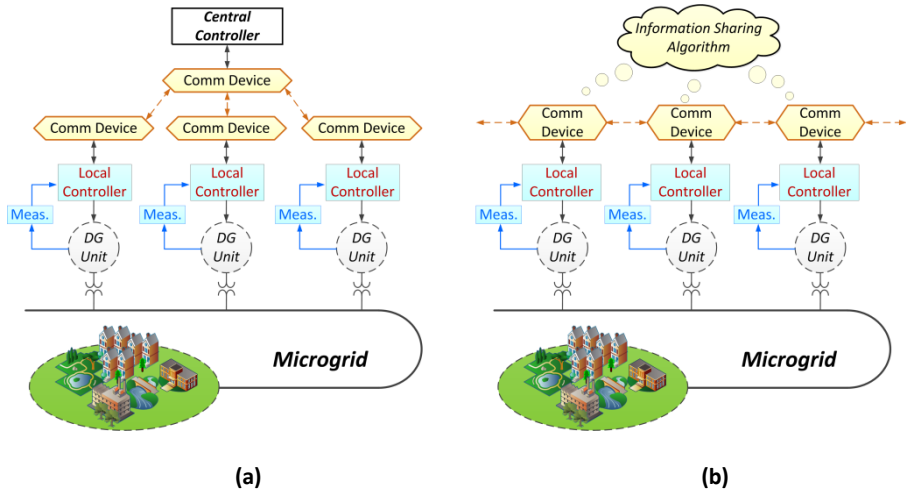 Central
Controller
Comm Device
Comm Device
Comm Device
Comm Device
Local
Controller
Local
Controller
Local
Controller
Meas.
Meas.
Meas.
DG
Unit
DG
Unit
DG
Unit
Microgrid
(a)
Information Sharing
Algorithm
Comm
Device
Comm
Device
Comm
Device
Local
Controller
Local
Controller
Local
Controller
Meas.
Meas.
Meas.
DG
Unit
DG
Unit
DG
Unit
Microgrid
(b)